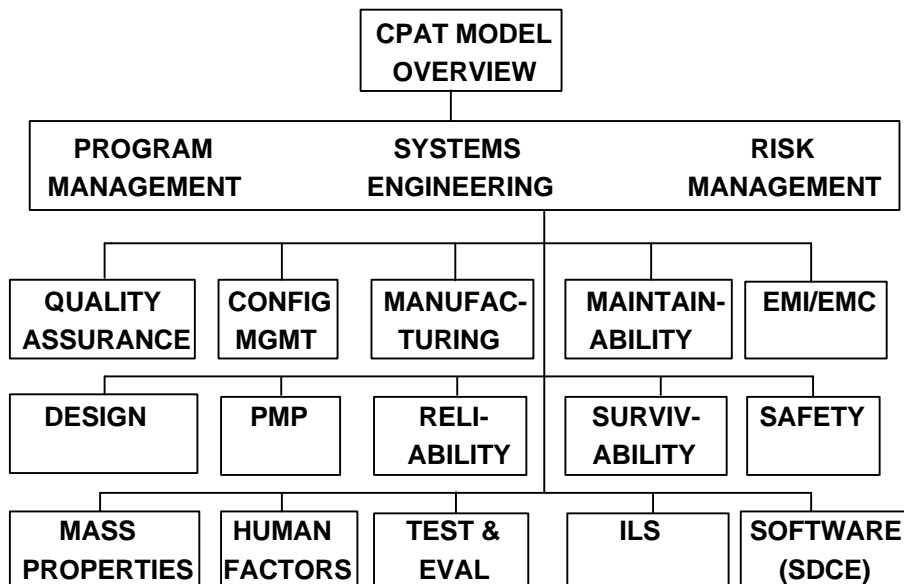 CPAT MODEL
OVERVIEW
PROGRAM
MANAGEMENT
SYSTEMS
ENGINEERING
RISK
MANAGEMENT
QUALITY
ASSURANCE
CONFIG
MGMT
MANUFAC-
TURING
MAINTAIN-
ABILITY
EMI/EMC
DESIGN
PMP
RELI-
ABILITY
SURVIV-
ABILITY
SAFETY
MASS
PROPERTIES
HUMAN
FACTORS
TEST &
EVAL
ILS
SOFTWARE
(SDCE)